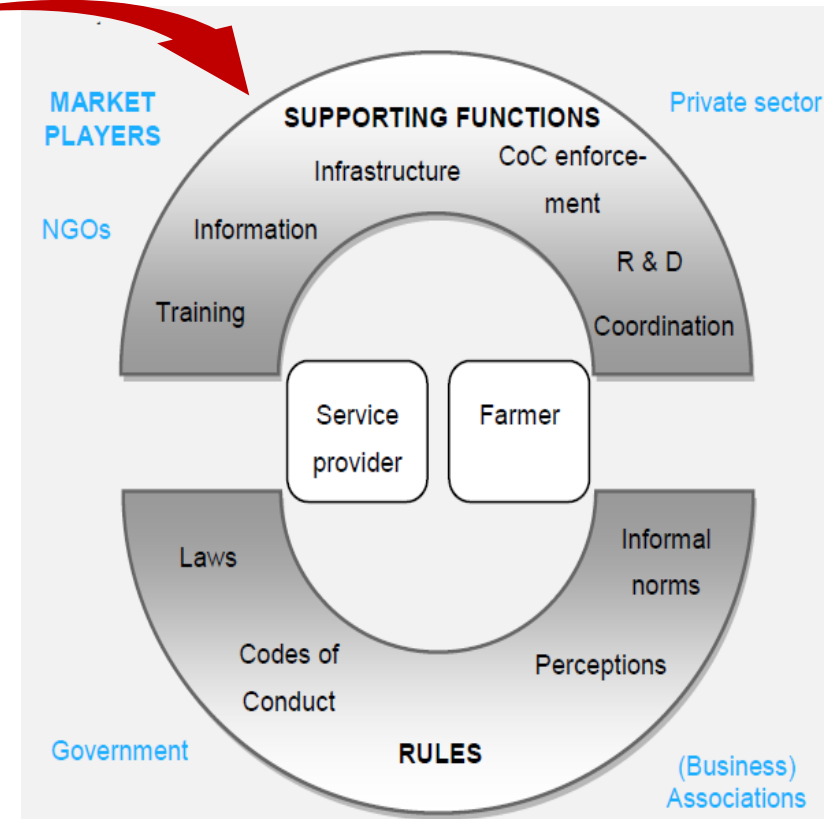 MARKET
PLAYERS
Private sector
SUPPORTING FUNCTIONS
Infrastructure
CoC enforce-
ment
NGOs
Information
R & D
Training
Coordination
Service
provider
Farmer
Laws
Informal
norms
Codes of
Conduct
Perceptions
Government
RULES
(Business)
Associations